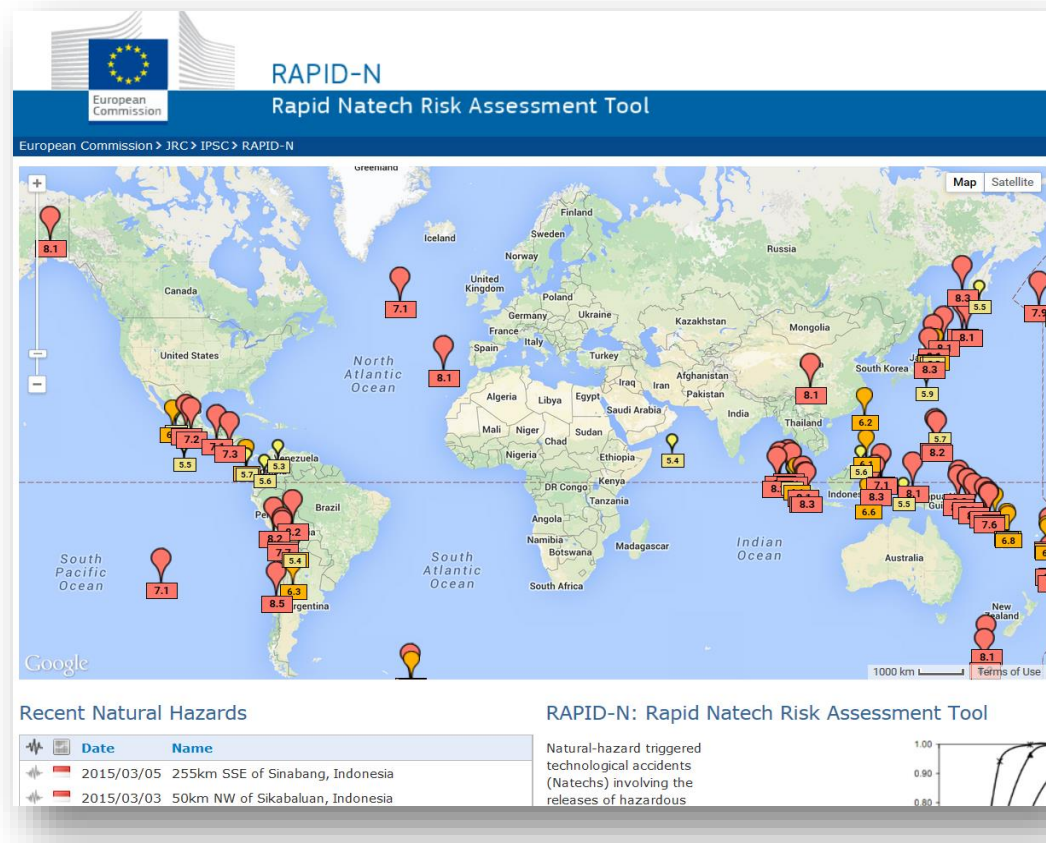 European
Commission
RAPID-N
Rapid Natech Risk Assessment Tool
European Commission > JRC > IPSC > RAPID-N
Greenland
Map Satellite
8.1
Finland
Iceland
Sweden
Russia
Norway
Canada
7.1
United
Kingdom
8.3
5.5
7.9
Poland
Germany
Ukraine
Kazakhstan
Mongolia
France
8.1
United States
North
Atlantic
Ocean
Spain
Italy
Turkey
8.1
South Korea
8.3
Afghanistan
Iraq
Iran
Pakistan
8.1
5.9
Algeria
Libya
Egypt
Saudi Arabia
India
Thailand
6.2
7.2
Mali
Niger
Chad
Sudan
5.7
8.2
7.3
5.5
5.3
5.7
5.6
Nigeria
Ethiopia
5.4
5.6
DR Congo
Kenya
8.3
7.1
8.3
8.1
5.5
6.6
7.6
6.8
Brazil
Tanzania
Angola
8.2
8.2
5.4
Namibia
Botswana
Madagascar
Indian
Ocean
Australia
South
Pacific
Ocean
7.1
South
Atlantic
Ocean
South Africa
6.3
8.5
New
Zealand
8.1
Google
1000 km
Terms of Use
Recent Natural Hazards
RAPID-N: Rapid Natech Risk Assessment Tool
Date Name
2015/03/05 255km SSE of Sinabang, Indonesia
2015/03/03 50km NW of Sikabaluan, Indonesia
Natural-hazard triggered
technological accidents
(Natechs) involving the
releases of hazardous
1.00
0.90
0.80